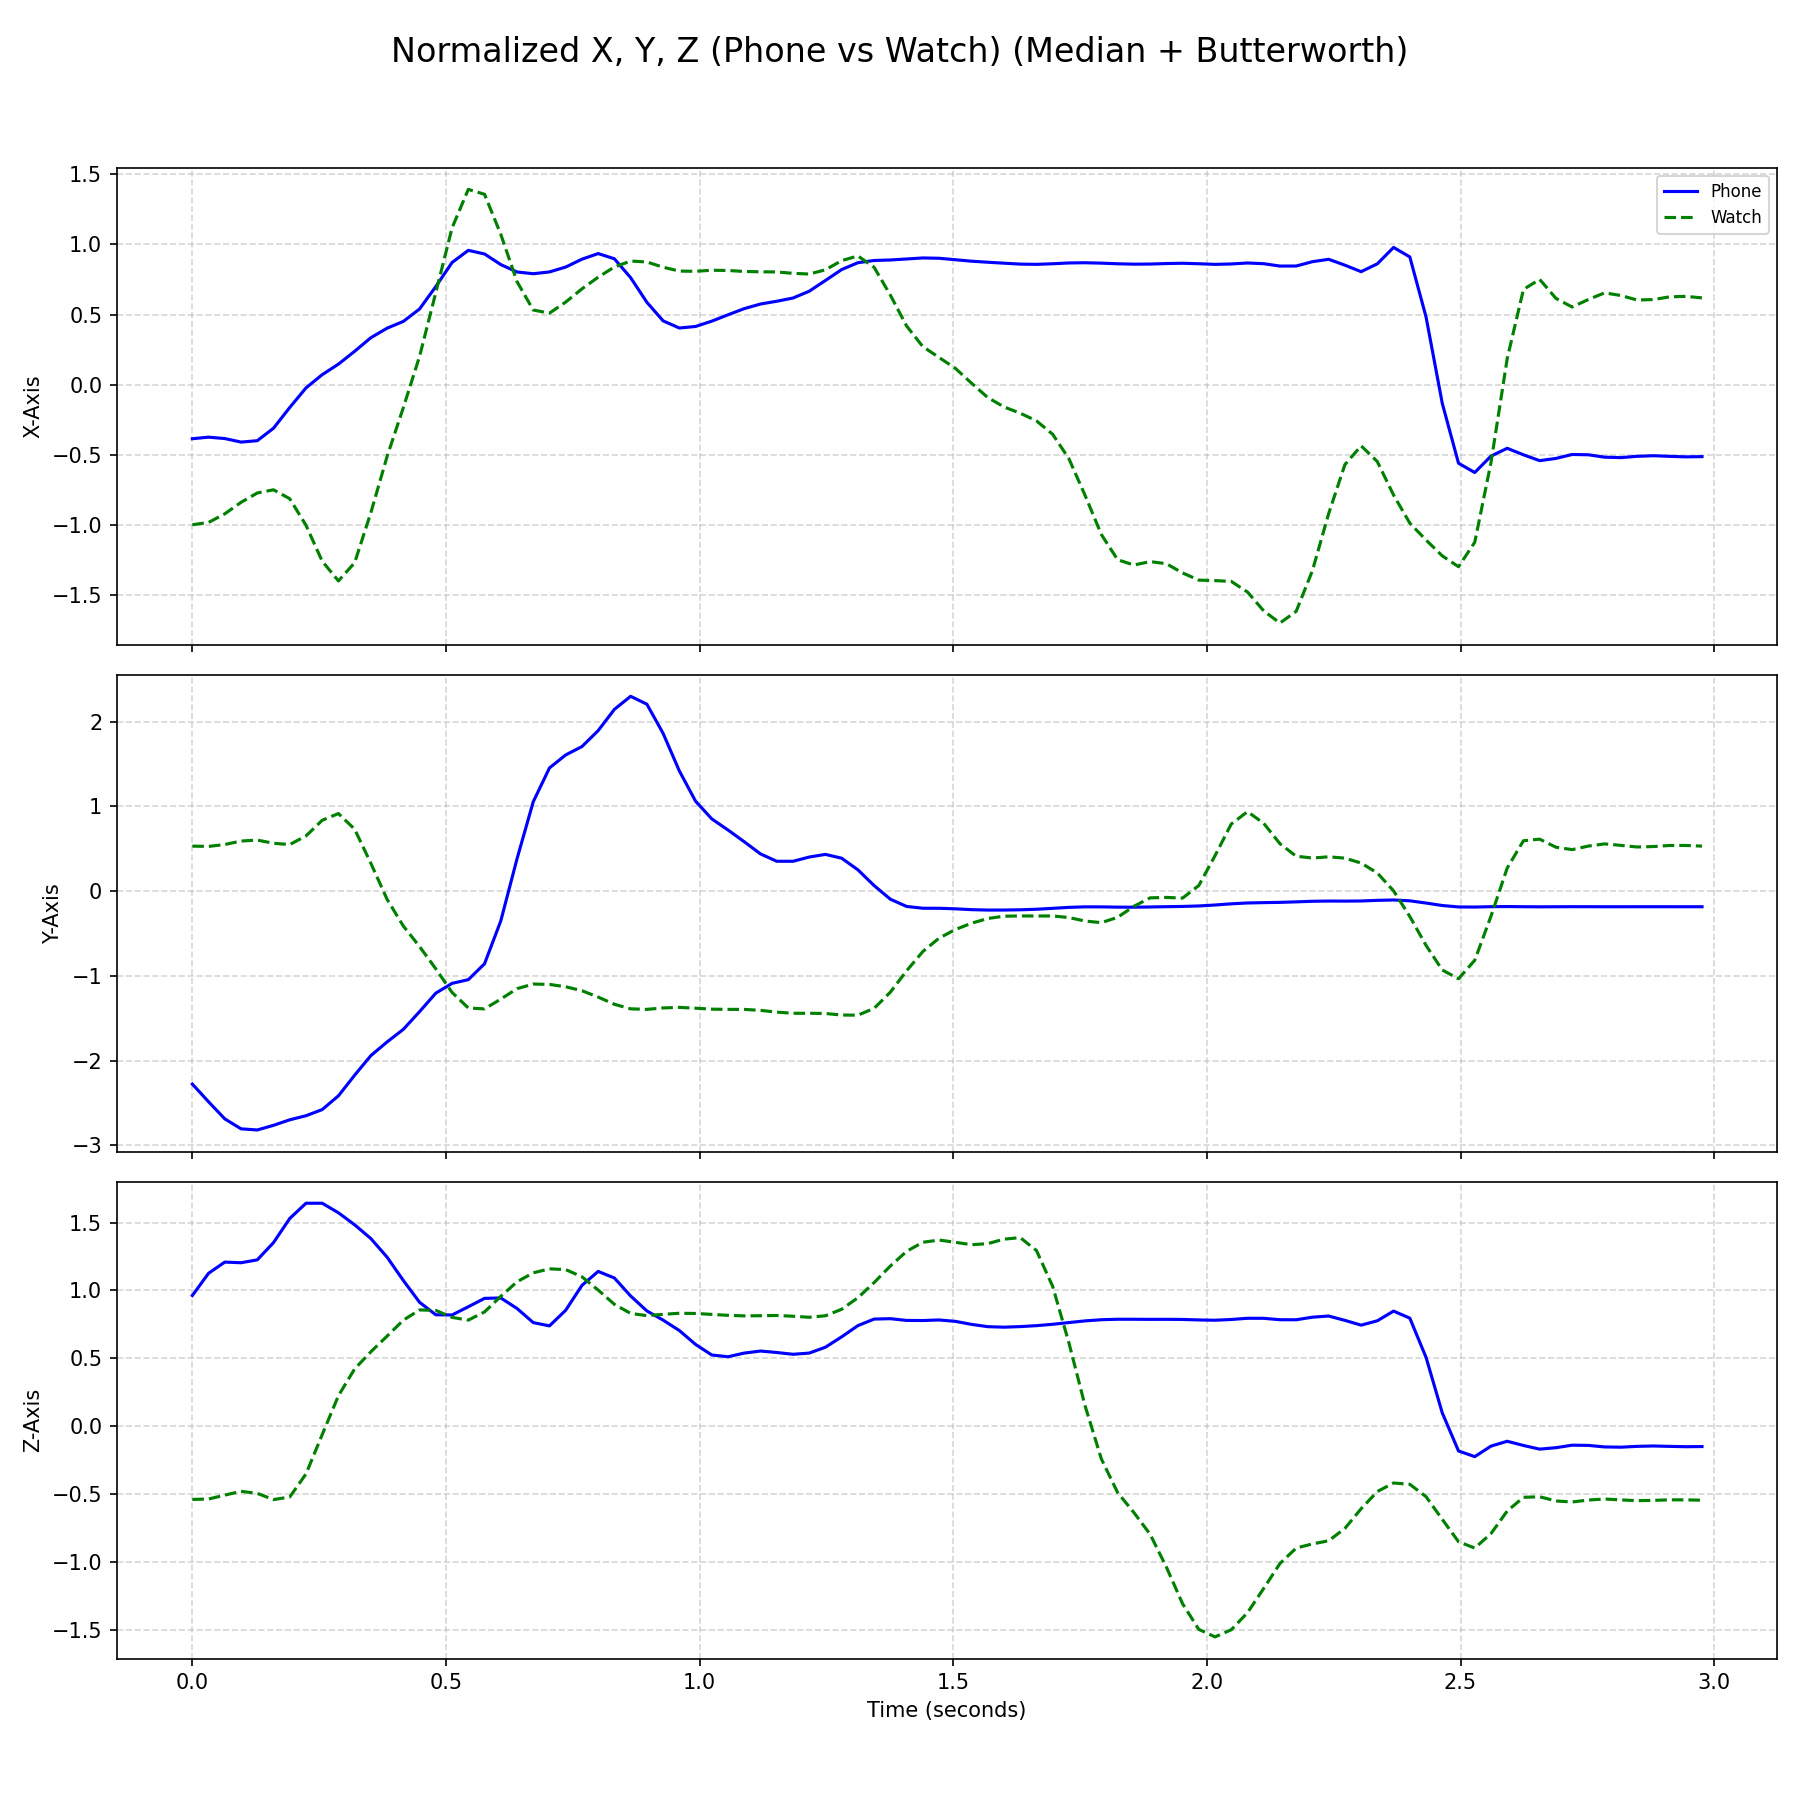 Normalized X, Y, Z (Phone vs Watch) (Median + Butterworth)
Phone
Watch
X-Axis
1.5
1.0
0.5
0.0
−0.5
−1.0
−1.5
Y-Axis
2
1
0
−1
−2
−3
Z-Axis
1.5
1.0
0.5
0.0
−0.5
−1.0
−1.5
0.0 0.5 1.0 1.5 2.0 2.5 3.0
Time (seconds)